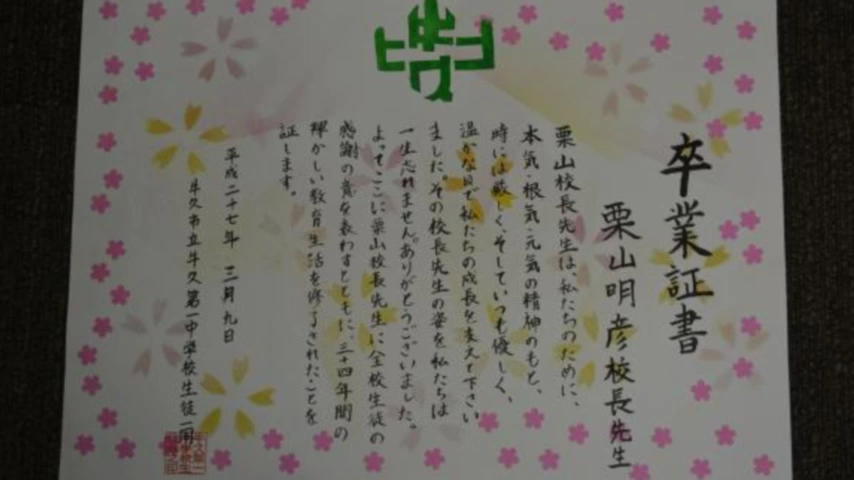 卒業証書
栗山明彦校長先生
栗山校長先生は、私たちのために、
本気・根気・元気の精神のもと、
時には厳しく、そしていつも優しく、
温かな目で私たちの成長を支えて下さい
ました。その校長先生の姿を私たちは
一生忘れません。ありがとうございました。
よってここに栗山校長先生に全校生徒の
感謝の意を表わすとともに、三十四年間の
輝かしい教育生活を修了されたことを
証します。
平成二十七年 三月九日
牛久市立牛久第一中学校生徒一同